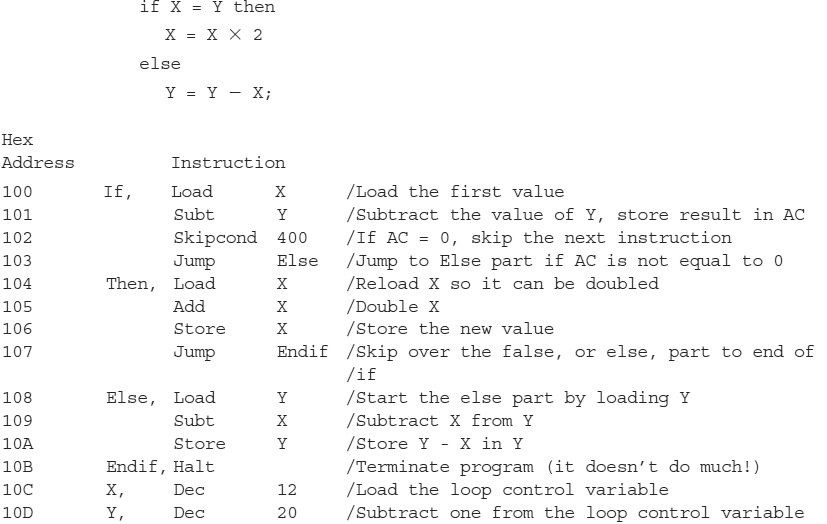 if X = Y then
X = X × 2
else
Y = Y − X;
Hex
Address Instruction
100 If, Load X /Load the first value
101 Subt Y /Subtract the value of Y, store result in AC
102 Skipcond 400 /If AC = 0, skip the next instruction
103 Jump Else /Jump to Else part if AC is not equal to 0
104 Then, Load X /Reload X so it can be doubled
105 Add X /Double X
106 Store X /Store the new value
107 Jump Endif /Skip over the false, or else, part to end of
/if
108 Else, Load Y /Start the else part by loading Y
109 Subt X /Subtract X from Y
10A Store Y /Store Y - X in Y
10B Endif, Halt /Terminate program (it doesn't do much!)
10C X, Dec 12 /Load the loop control variable
10D Y, Dec 20 /Subtract one from the loop control variable